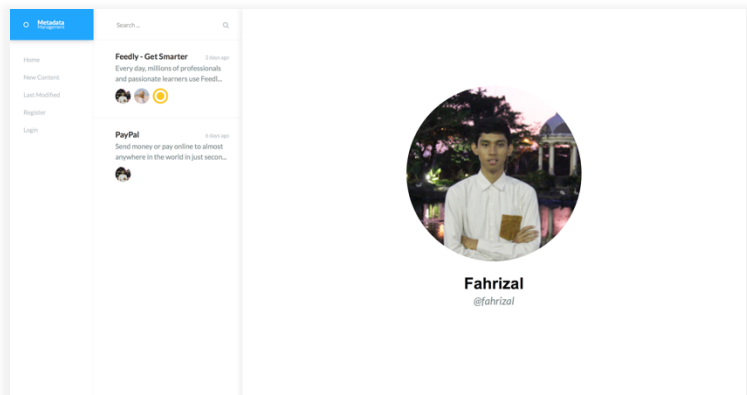 Metadata
Management
Home
New Content
Last Modified
Register
Login
Search ...
Feedly - Get Smarter
3 days ago
Every day, millions of professionals
and passionate learners use Feedl...
PayPal
6 days ago
Send money or pay online to almost
anywhere in the world in just secon...
Fahrizal
@fahrizal